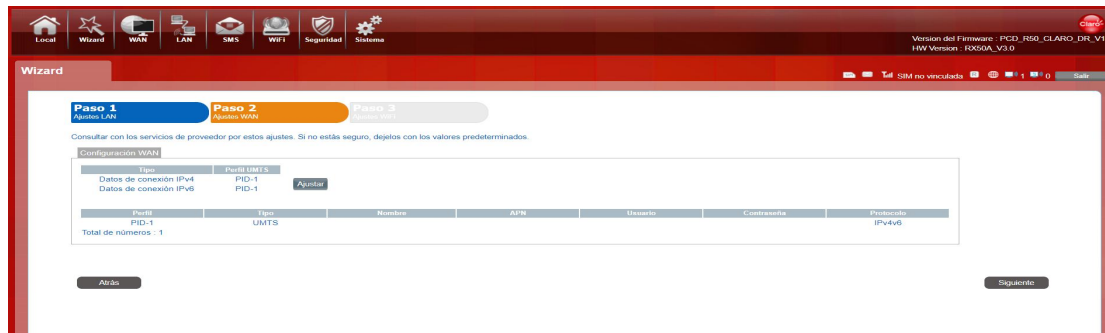 Local Wizard WAN LAN SMS WiFi Seguridad Sistema
Claro
Version del Firmware : PCD_R50_CLARO_DR_V1
HW Version : RX50A_V3.0
Wizard
SIM no vinculada 1 0 Salir
Paso 1 Paso 2 Paso 3
Ajustes LAN Ajustes WAN Ajustes WiFi
Consultar con los servicios de proveedor por estos ajustes. Si no estás seguro, dejelos con los valores predeterminados.
Configuración WAN
Tipo Perfil UMTS
Datos de conexión IPv4 PID-1
Datos de conexión IPv6 PID-1
Ajustar
Perfil Tipo Nombre APN Usuario Contraseña Protocolo
PID-1 UMTS IPv4v6
Total de números : 1
Atrás Siguiente